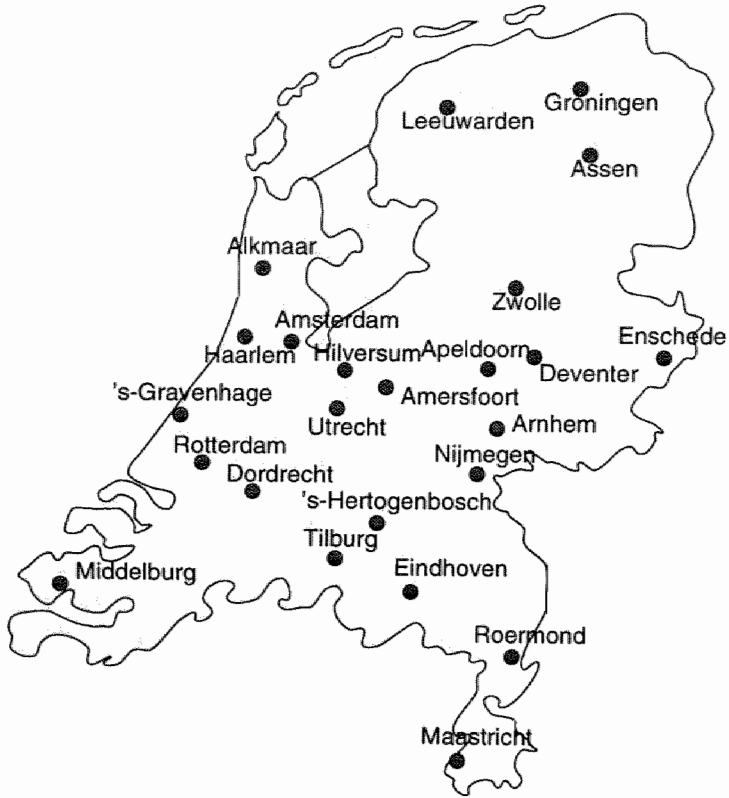 Groningen
Leeuwarden
Assen
Alkmaar
Zwolle
Amsterdam
Enschede
Haarlem
Hilversum
Apeldoorn
Deventer
's-Gravenhage
Amersfoort
Utrecht
Arnhem
Rotterdam
Nijmegen
Dordrecht
's-Hertogenbosch
Tilburg
Middelburg
Eindhoven
Roermond
Maastricht